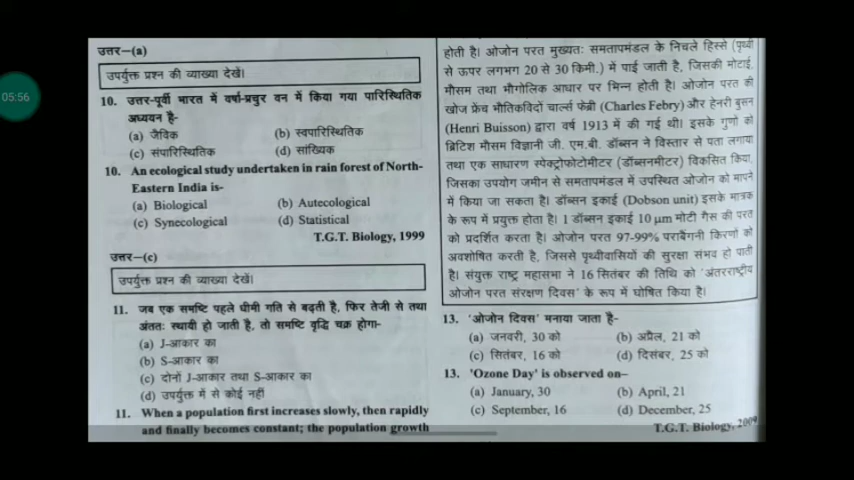 05:56
उत्तर–(a)
उपर्युक्त प्रश्न की व्याख्या देखें।
10. उत्तर-पूर्वी भारत में वर्षा-प्रचुर वन में किया गया पारिस्थितिक
अध्ययन है-
(a) जैविक (b) स्वपारिस्थितिक
(c) संपारिस्थितिक (d) सांख्यिक
10. An ecological study undertaken in rain forest of North-
Eastern India is-
(a) Biological (b) Autecological
(c) Synecological (d) Statistical
T.G.T. Biology, 1999
उत्तर–(c)
उपर्युक्त प्रश्न की व्याख्या देखें।
11. जब एक समष्टि पहले धीमी गति से बढ़ती है, फिर तेजी से तथा
अंततः स्थायी हो जाती है, तो समष्टि वृद्धि चक्र होगा-
(a) J-आकार का
(b) S-आकार का
(c) दोनों J-आकार तथा S-आकार का
(d) उपर्युक्त में से कोई नहीं
11. When a population first increases slowly, then rapidly
and finally becomes constant; the population growth
होती है। ओजोन परत मुख्यतः समतापमंडल के निचले हिस्से (पृथ्वी
से ऊपर लगभग 20 से 30 किमी.) में पाई जाती है, जिसकी मोटाई
मौसम तथा भौगोलिक आधार पर भिन्न होती है। ओजोन परत की
खोज फ्रेंच भौतिकविदों चार्ल्स फेब्री (Charles Febry) और हेनरी बुसन
(Henri Buisson) द्वारा वर्ष 1913 में की गई थी। इसके गुणों को
ब्रिटिश मौसम विज्ञानी जी. एम.बी. डॉब्सन ने विस्तार से पता लगाया
तथा एक साधारण स्पेक्ट्रोफोटोमीटर (डॉब्सनमीटर) विकसित किया,
जिसका उपयोग जमीन से समतापमंडल में उपस्थित ओजोन को मापने
में किया जा सकता है। डॉब्सन इकाई (Dobson unit) इसके मात्रक
के रूप में प्रयुक्त होता है। 1 डॉब्सन इकाई 10 μm मोटी गैस की परत
को प्रदर्शित करता है। ओजोन परत 97-99% पराबैंगनी किरणों को
अवशोषित करती है, जिससे पृथ्वीवासियों की सुरक्षा संभव हो पाती
है। संयुक्त राष्ट्र महासभा ने 16 सितंबर की तिथि को 'अंतरराष्ट्रीय
ओजोन परत संरक्षण दिवस' के रूप में घोषित किया है।
13. 'ओजोन दिवस' मनाया जाता है-
(a) जनवरी, 30 को (b) अप्रैल, 21 को
(c) सितंबर, 16 को (d) दिसंबर, 25 को
13. 'Ozone Day' is observed on–
(a) January, 30 (b) April, 21
(c) September, 16 (d) December, 25
T.G.T. Biology, 2009